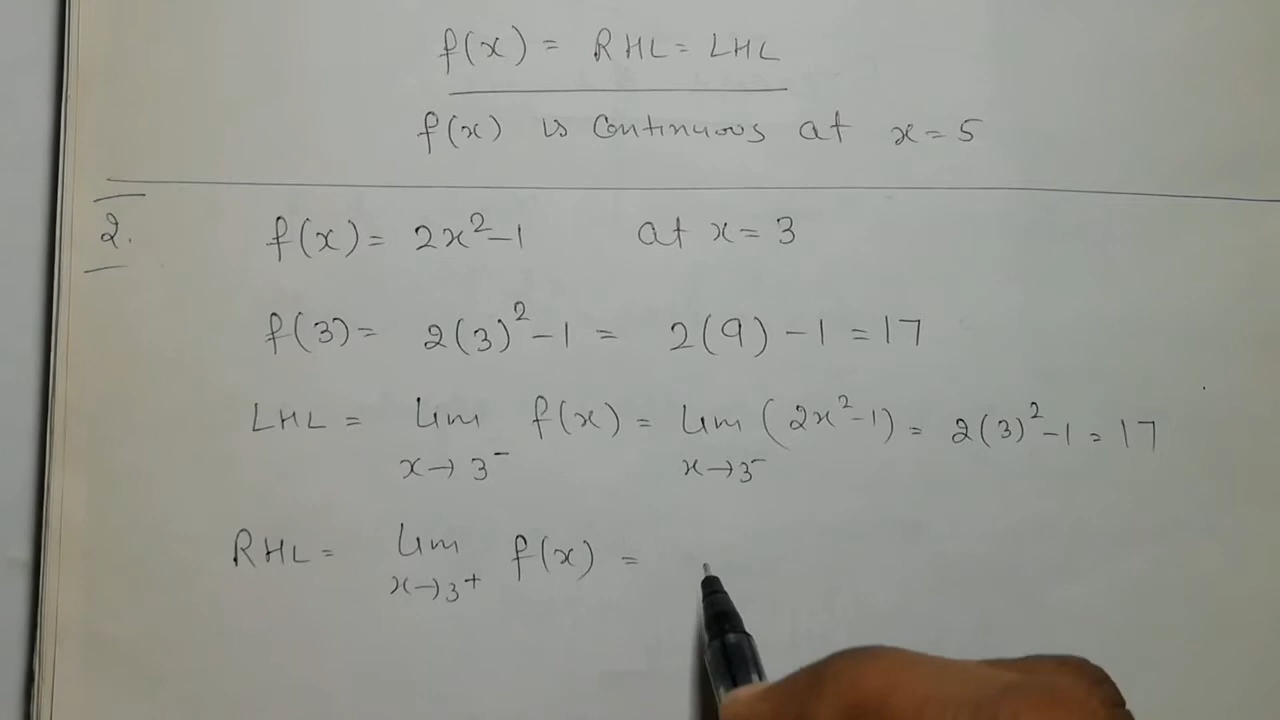 f(x) = RHL = LHL
f(x) is continuous at x = 5
2. f(x) = 2x²-1 at x = 3
f(3) = 2(3)²-1 = 2(9) - 1 = 17
LHL = lim f(x) = lim (2x²-1) = 2(3)²-1 = 17
x→3⁻ x→3⁻
RHL = lim f(x) =
x→3⁺